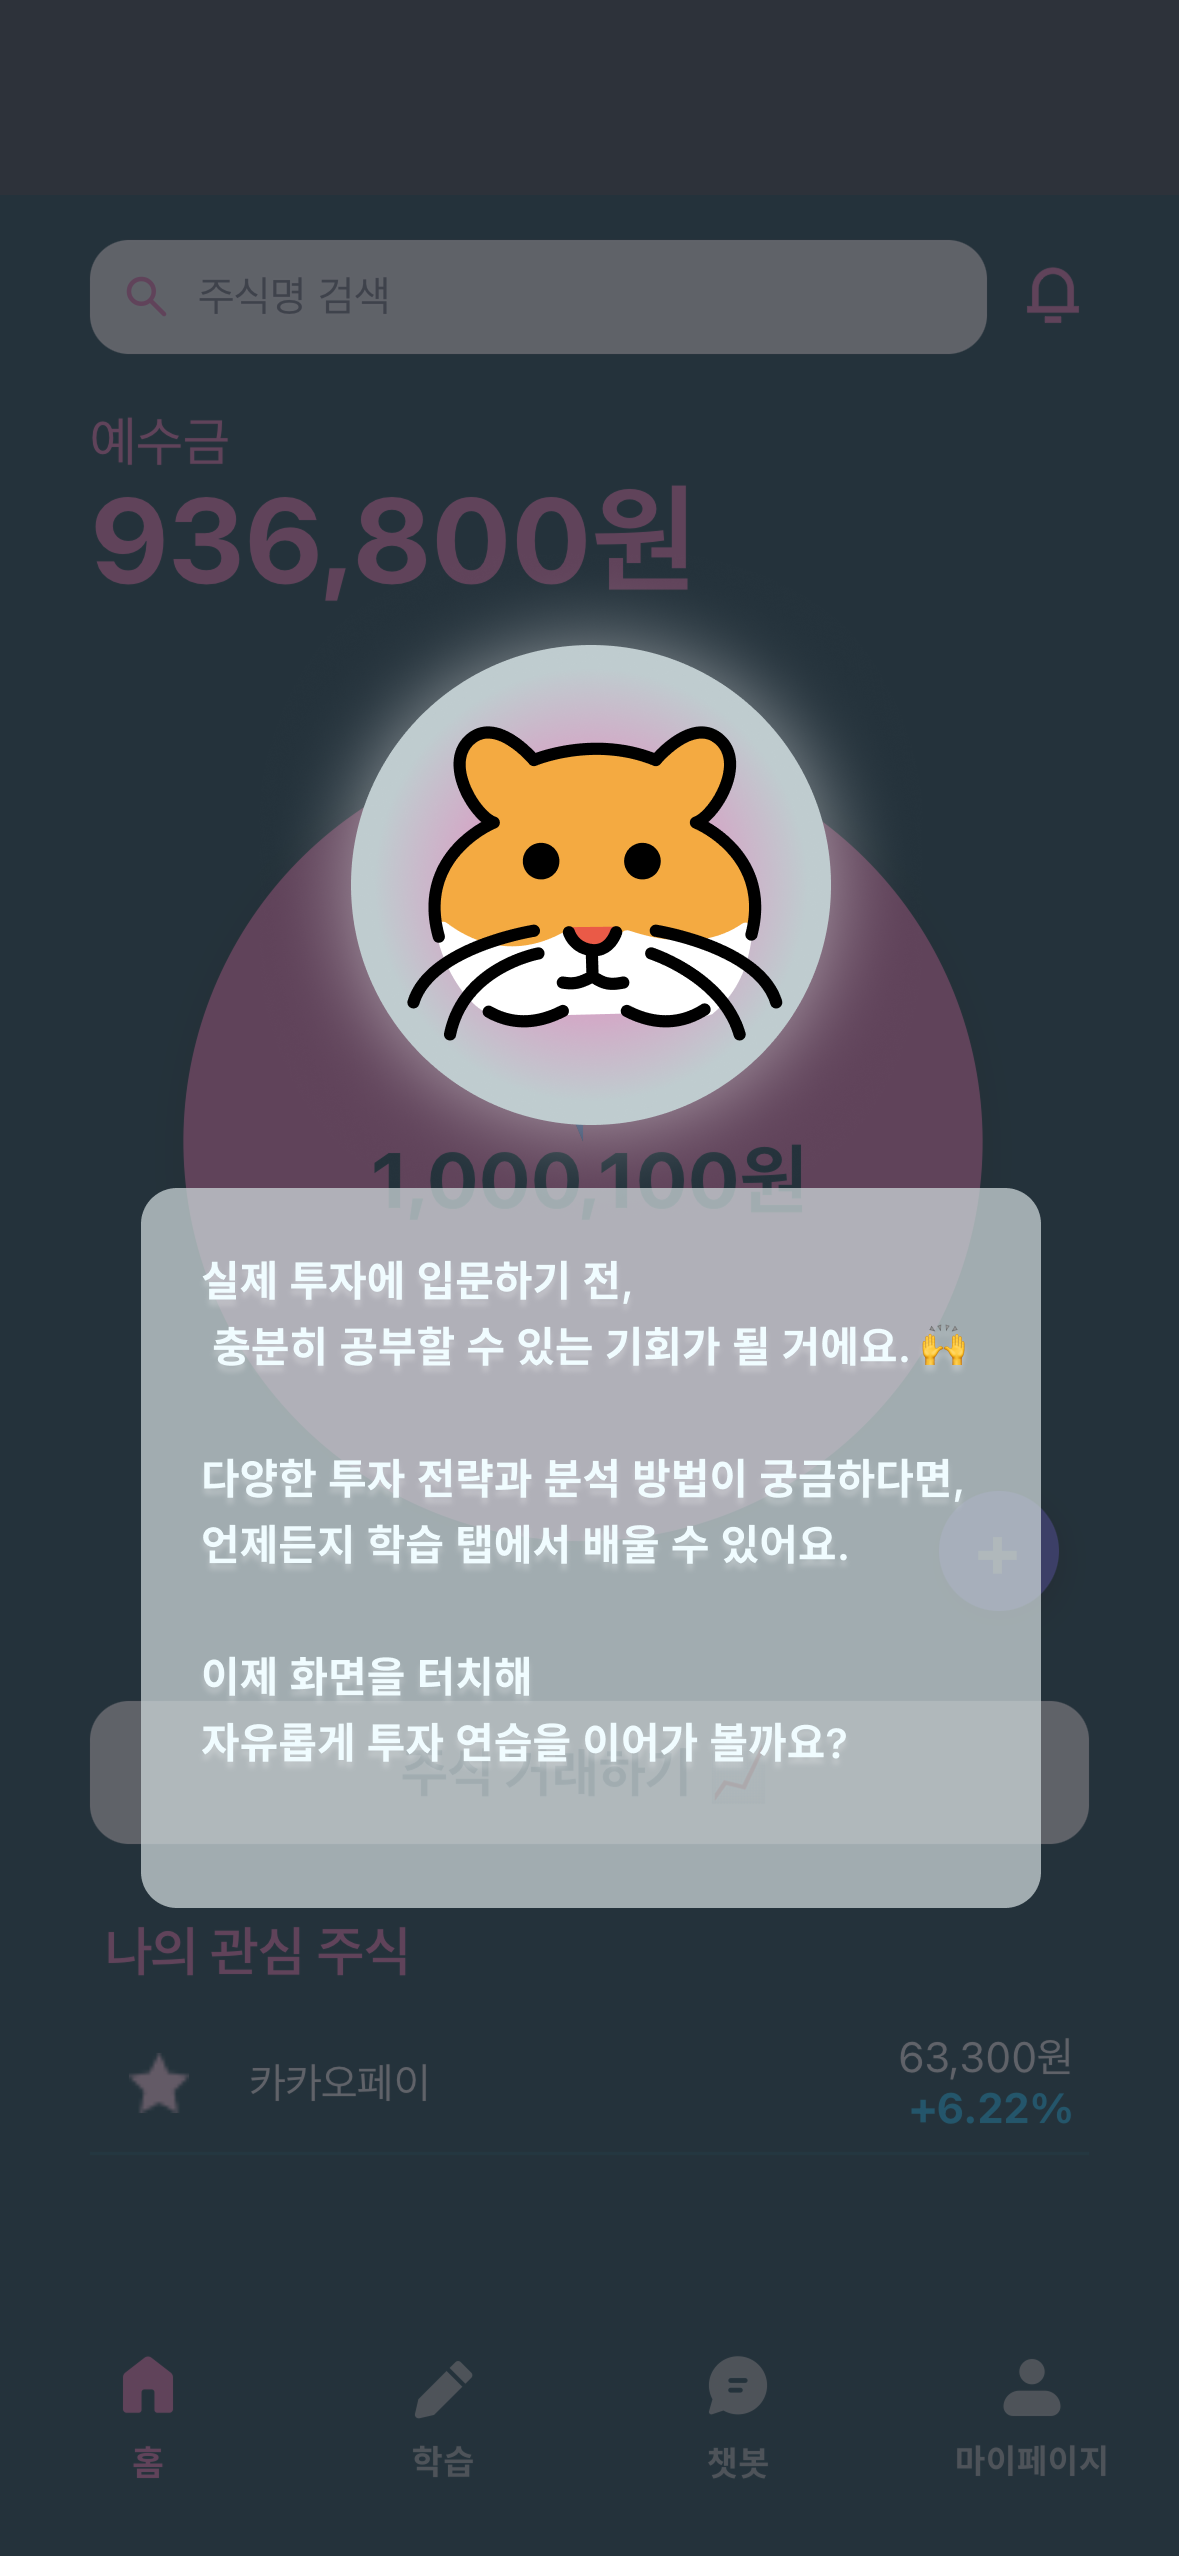 주식명 검색
예수금
936,800원
1,000,100원
실제 투자에 입문하기 전,
충분히 공부할 수 있는 기회가 될 거에요. 🙌
다양한 투자 전략과 분석 방법이 궁금하다면,
언제든지 학습 탭에서 배울 수 있어요.
+
이제 화면을 터치해
자유롭게 투자 연습을 이어가 볼까요?
주식 거래하기 📈
나의 관심 주식
카카오페이
63,300원
+6.22%
홈
학습
챗봇
마이페이지